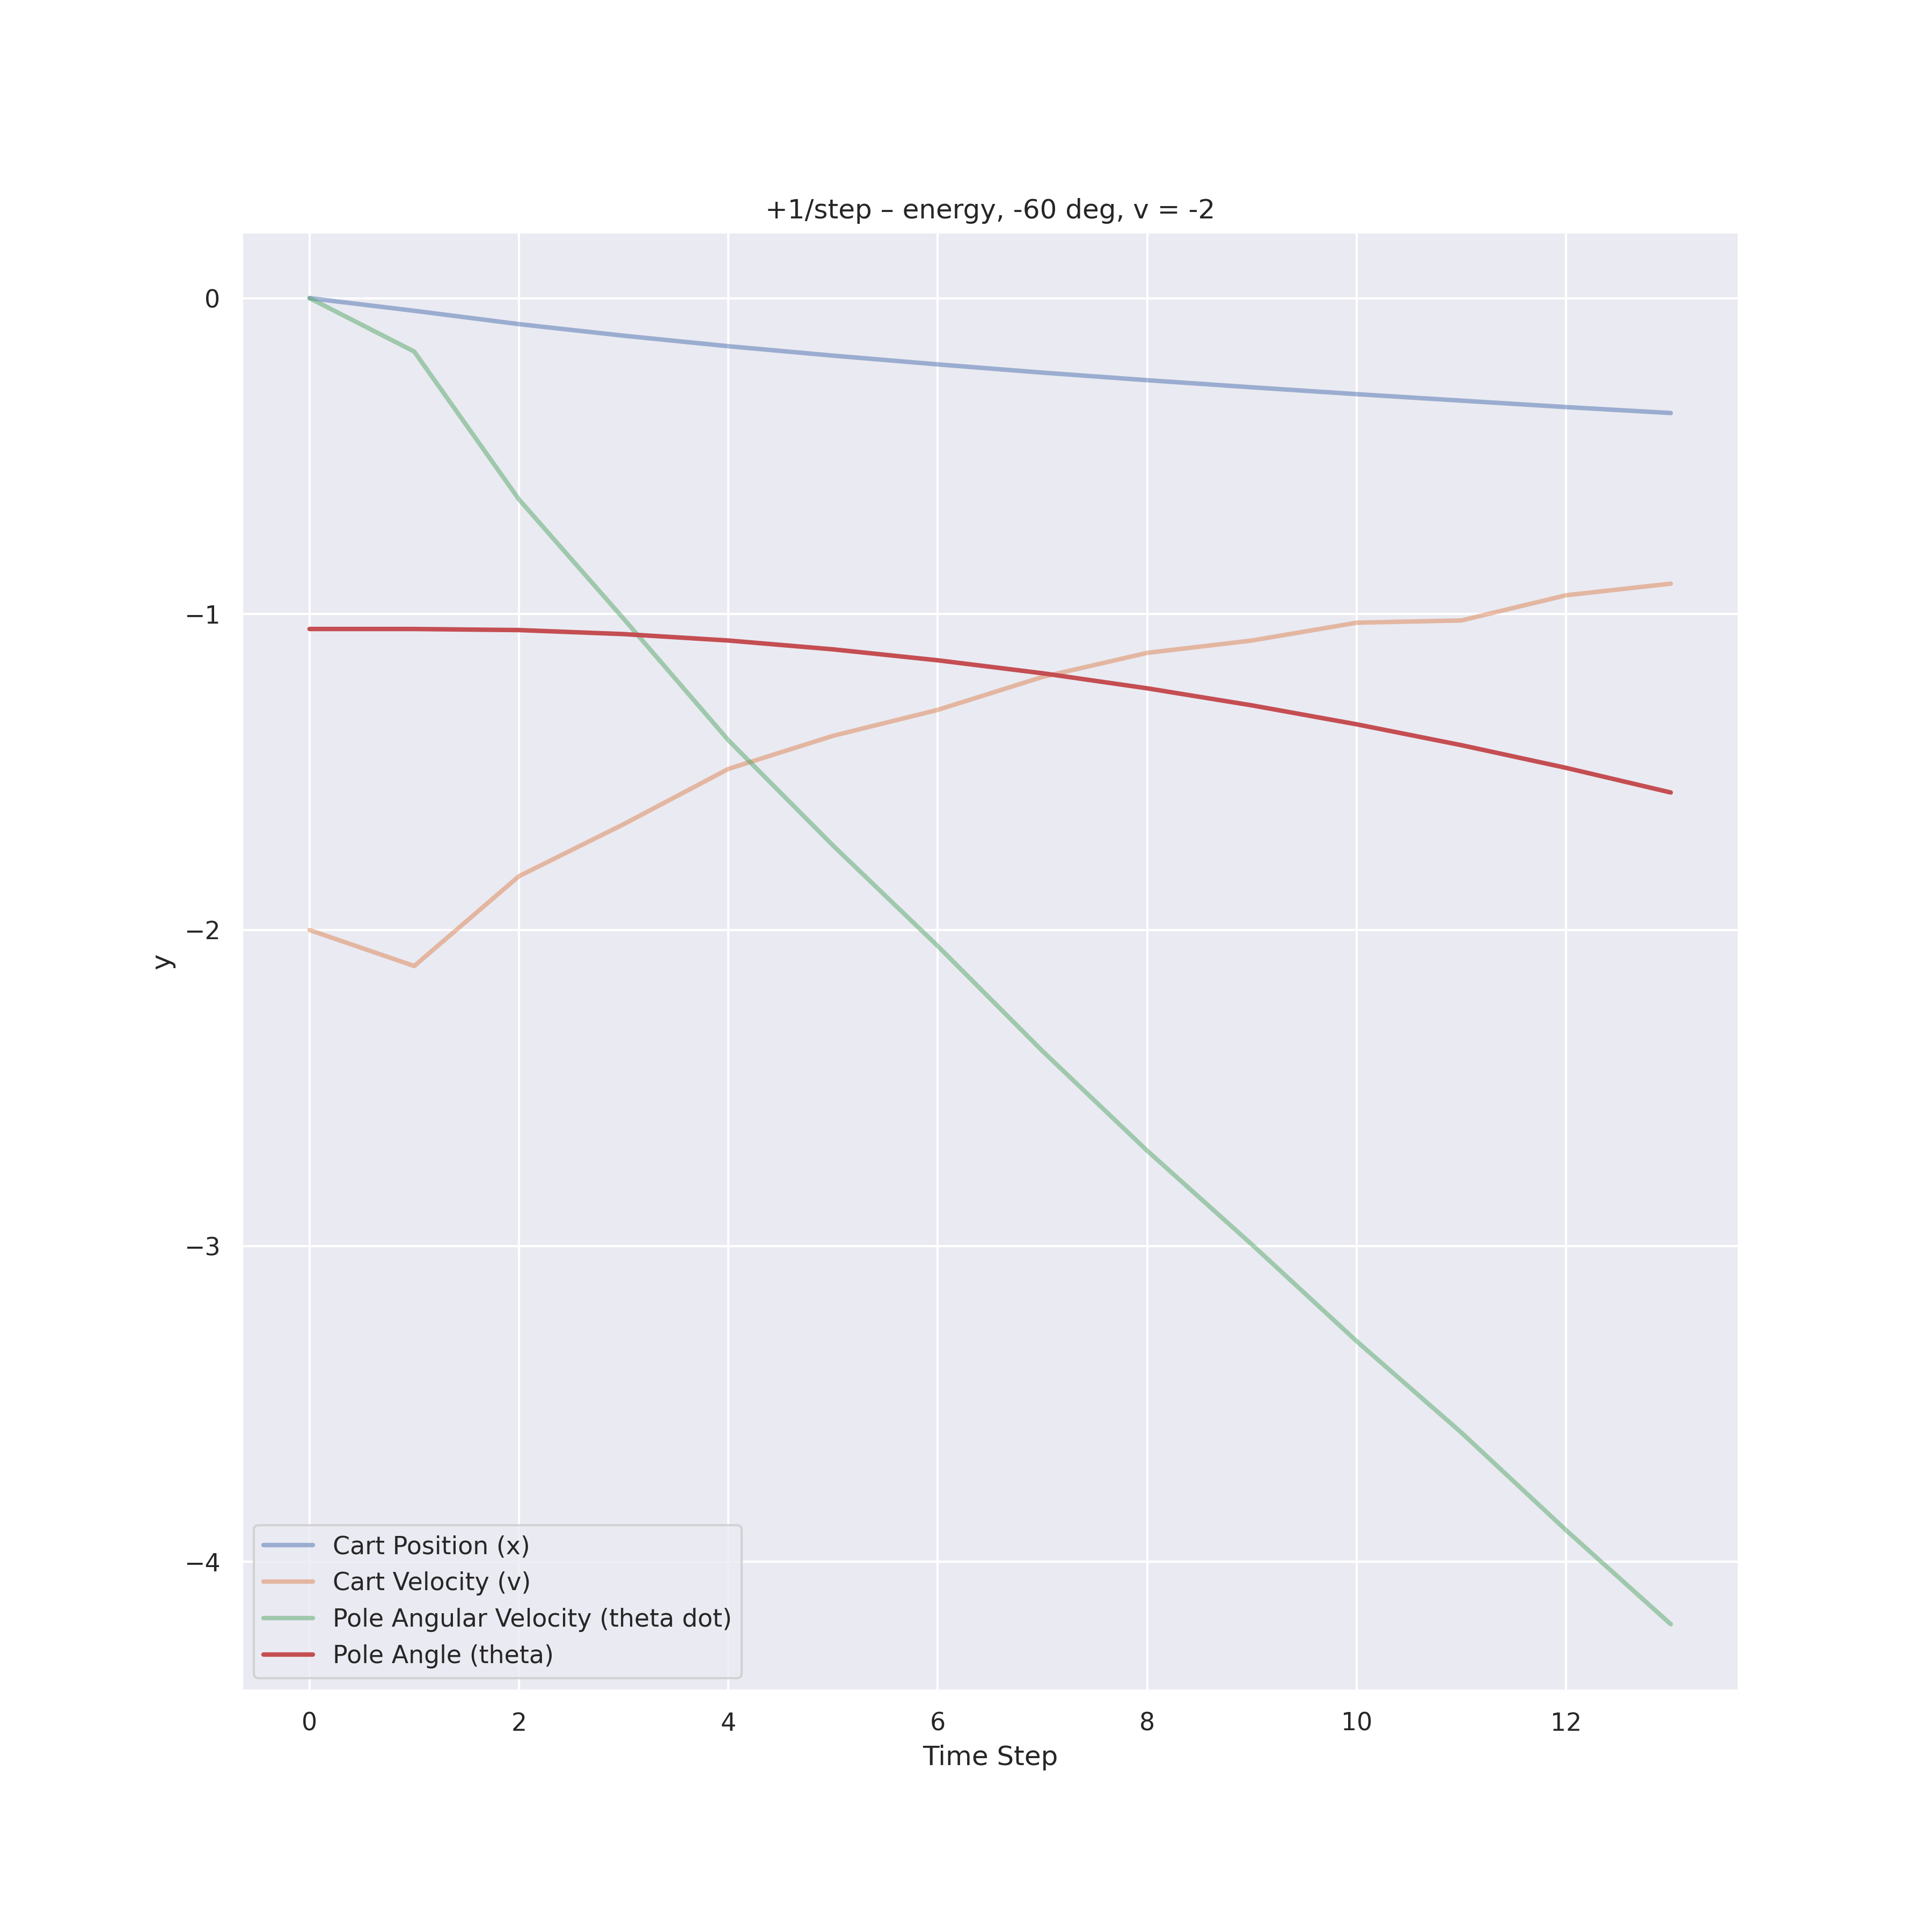 +1/step – energy, -60 deg, v = -2
0
−1
−2
−3
−4
y
Cart Position (x)
Cart Velocity (v)
Pole Angular Velocity (theta dot)
Pole Angle (theta)
0 2 4 6 8 10 12
Time Step